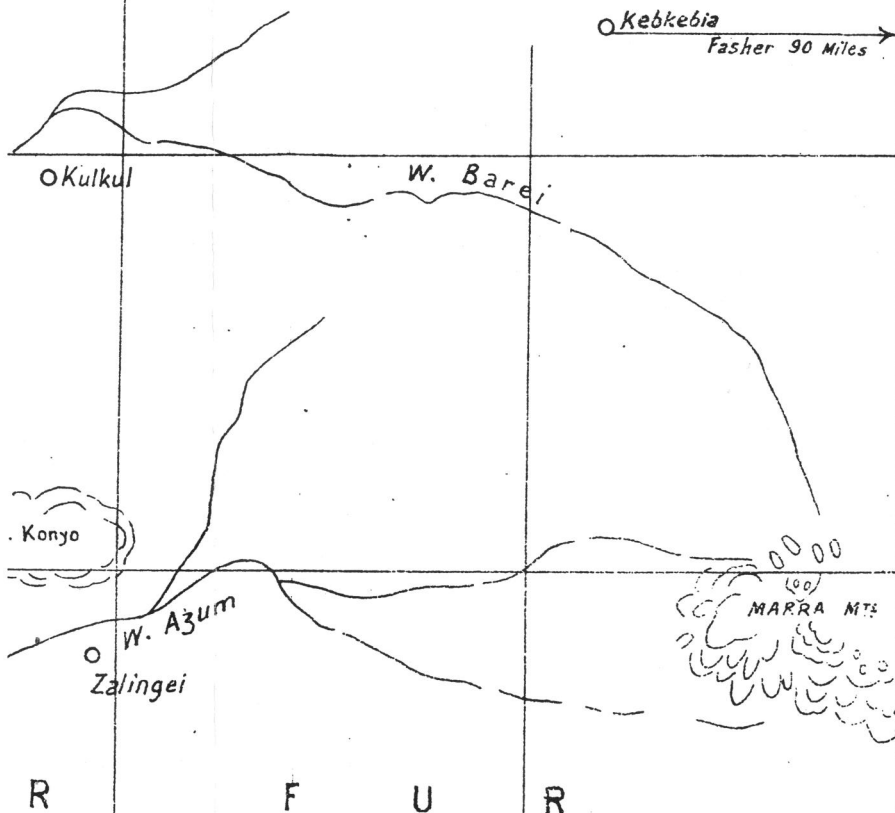 Kebkebia
Fasher 90 Miles
Kulkul
W. Barei
. Konyo
W. Azum
MARRA Mts
Zalingei
R F U R